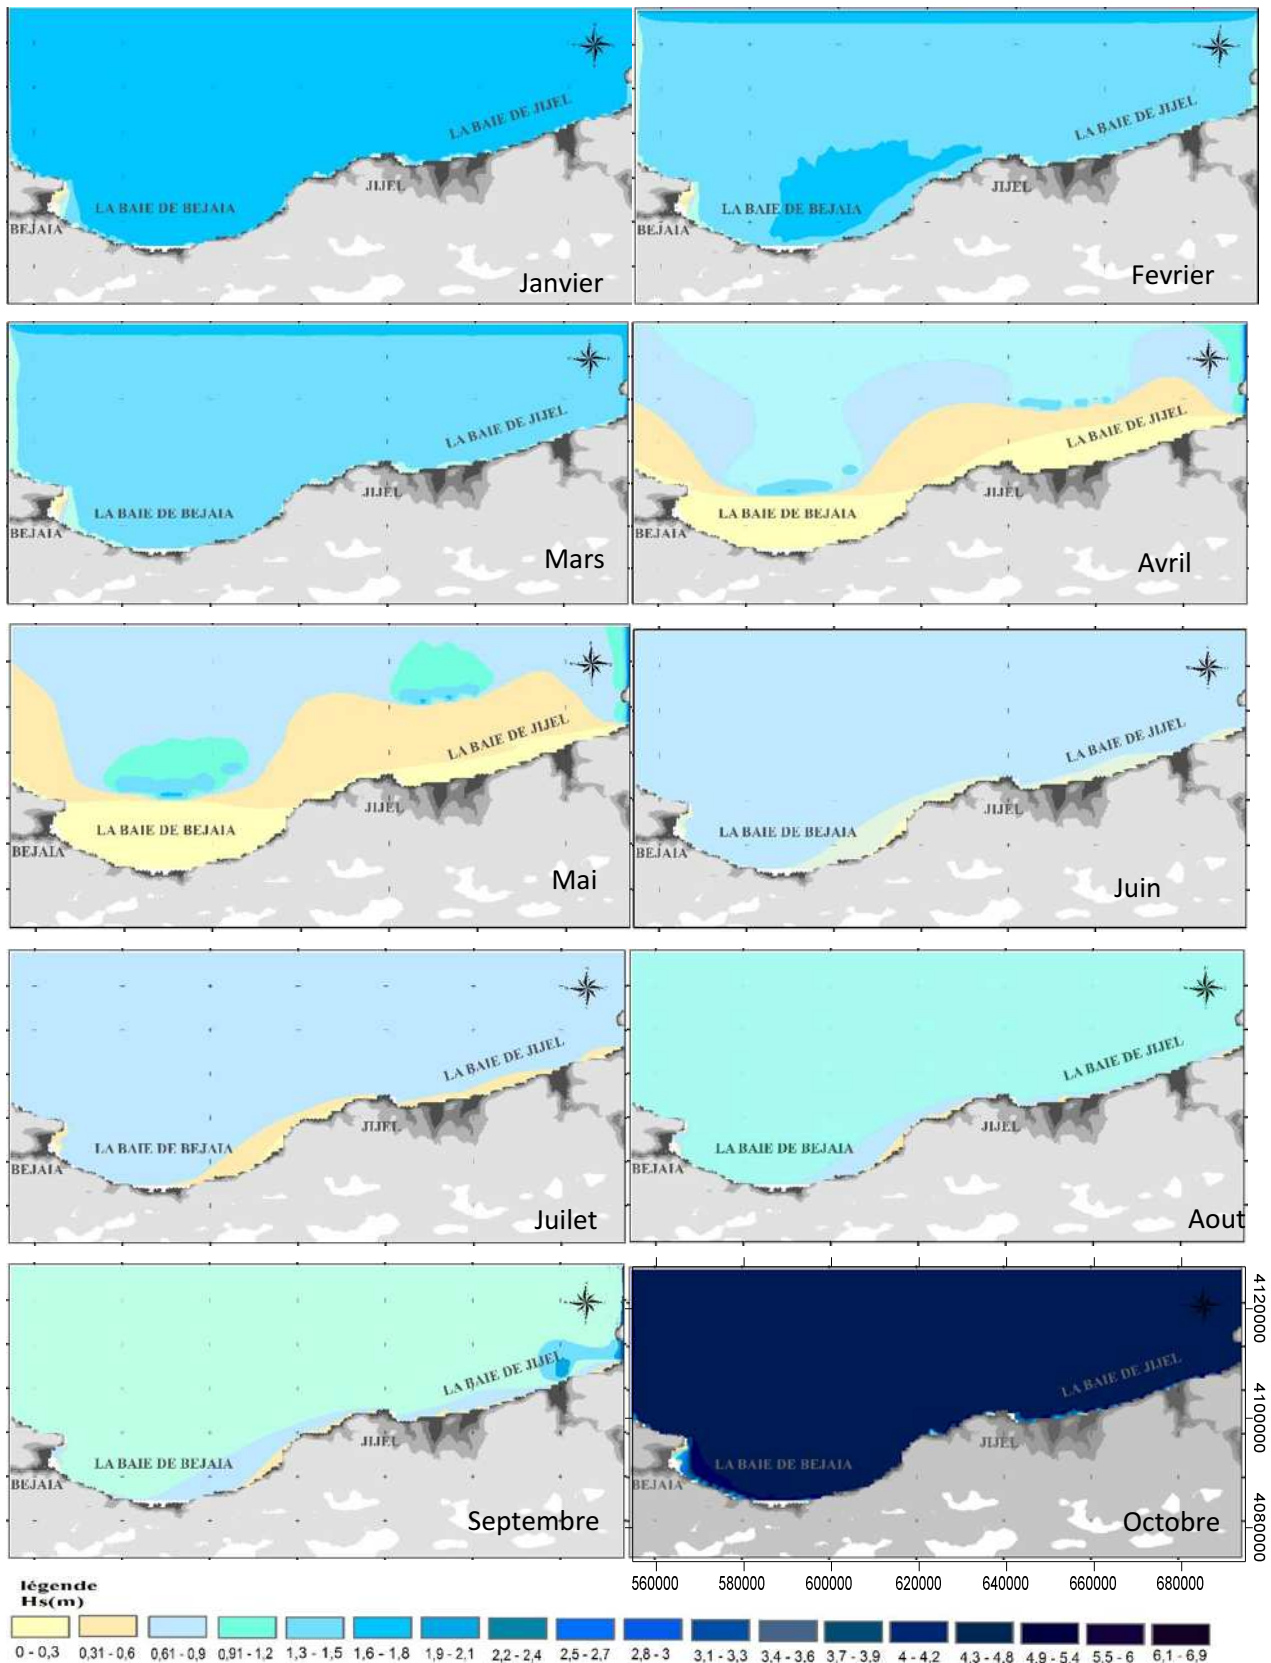 LA BAIE DE JIJEL
JIJEL
LA BAIE DE BEJAIA
BEJAIA
Janvier
LA BAIE DE JIJEL
JIJEL
LA BAIE DE BEJAIA
BEJAIA
Fevrier
LA BAIE DE JIJEL
JIJEL
LA BAIE DE BEJAIA
BEJAIA
Mars
LA BAIE DE JIJEL
JIJEL
LA BAIE DE BEJAIA
BEJAIA
Avril
LA BAIE DE JIJEL
JIJEL
LA BAIE DE BEJAIA
BEJAIA
Mai
LA BAIE DE JIJEL
JIJEL
LA BAIE DE BEJAIA
BEJAIA
Juin
LA BAIE DE JIJEL
JIJEL
LA BAIE DE BEJAIA
BEJAIA
Juilet
LA BAIE DE JIJEL
JIJEL
LA BAIE DE BEJAIA
BEJAIA
Aout
LA BAIE DE JIJEL
JIJEL
LA BAIE DE BEJAIA
BEJAIA
Septembre
LA BAIE DE JIJEL
JIJEL
LA BAIE DE BEJAIA
BEJAIA
Octobre
4120000
4100000
4080000
560000 580000 600000 620000 640000 660000 680000
légende
Hs(m)
0 - 0,3 0,31 - 0,6 0,61 - 0,9 0,91 - 1,2 1,3 - 1,5 1,6 - 1,8 1,9 - 2,1 2,2 - 2,4 2,5 - 2,7 2,8 - 3 3,1 - 3,3 3,4 - 3,6 3,7 - 3,9 4 - 4,2 4,3 - 4,8 4,9 - 5,4 5,5 - 6 6,1 - 6,9